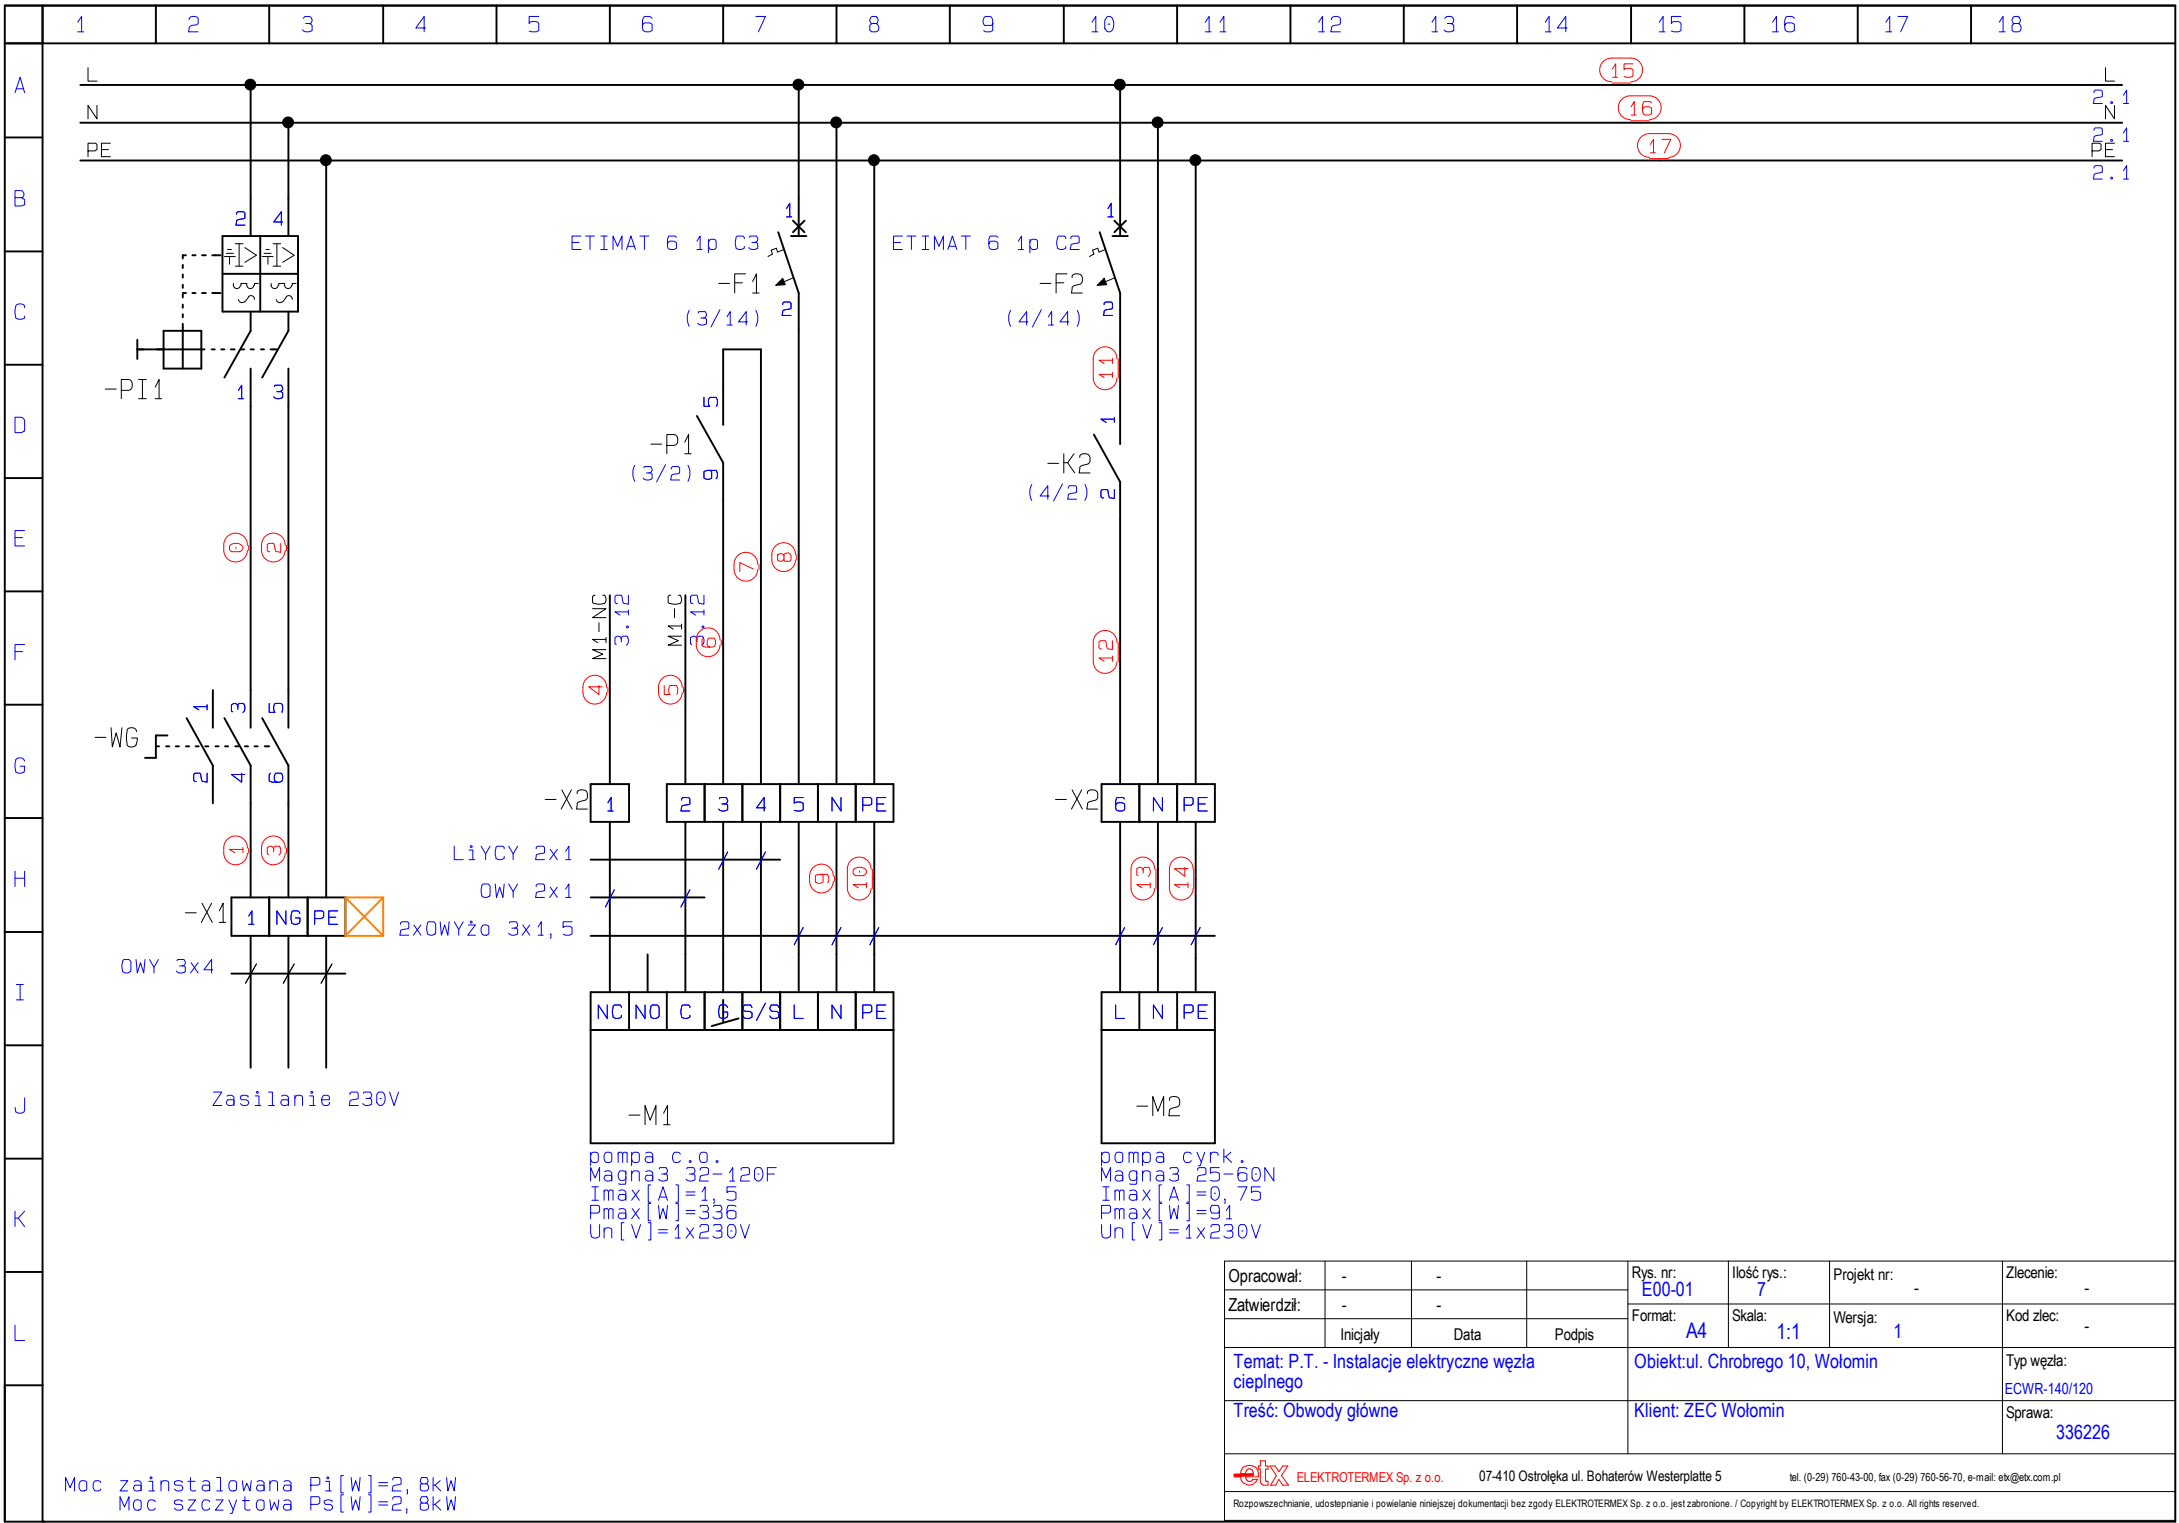 1 2 3 4 5 6 7 8 9 10 11 12 13 14 15 16 17 18
A
B
C
D
E
F
G
H
I
J
K
L
L 15 L
2.1
N 16 N
2.1
PE 17 PE
2.1
2 4
-PI1
1 3
0 2
-WG
1 3 5
2 4 6
1 3
-X1 1 NG PE
OWY 3x4
Zasilanie 230V
1
ETIMAT 6 1p C3
-F1
(3/14) 2
5
-P1
(3/2) 9
7 8
M1-NC
3.12
M1-C
3.12
6
4 5
-X2 1 2 3 4 5 N PE
LiYCY 2x1
OWY 2x1
2xOWYżo 3x1,5
9 10
NC NO C G S/S L N PE
-M1
pompa c.o.
Magna3 32-120F
Imax[A]=1,5
Pmax[W]=336
Un[V]=1x230V
1
ETIMAT 6 1p C2
-F2
(4/14) 2
11
1
-K2
(4/2) 2
12
-X2 6 N PE
13 14
L N PE
-M2
pompa cyrk.
Magna3 25-60N
Imax[A]=0,75
Pmax[W]=91
Un[V]=1x230V
Moc zainstalowana Pi[W]=2,8kW
Moc szczytowa Ps[W]=2,8kW
Opracował: - -
Zatwierdził: - -
Inicjały Data Podpis
Rys. nr: E00-01
Ilość rys.: 7
Projekt nr: -
Zlecenie: -
Format: A4
Skala: 1:1
Wersja: 1
Kod zlec: -
Temat: P.T. - Instalacje elektryczne węzła
cieplnego
Obiekt:ul. Chrobrego 10, Wołomin
Typ węzła:
ECWR-140/120
Treść: Obwody główne
Klient: ZEC Wołomin
Sprawa:
336226
etx ELEKTROTERMEX Sp. z o.o. 07-410 Ostrołęka ul. Bohaterów Westerplatte 5 tel. (0-29) 760-43-00, fax (0-29) 760-56-70, e-mail: etx@etx.com.pl
Rozpowszechnianie, udostepnianie i powielanie niniejszej dokumentacji bez zgody ELEKTROTERMEX Sp. z o.o. jest zabronione. / Copyright by ELEKTROTERMEX Sp. z o.o. All rights reserved.